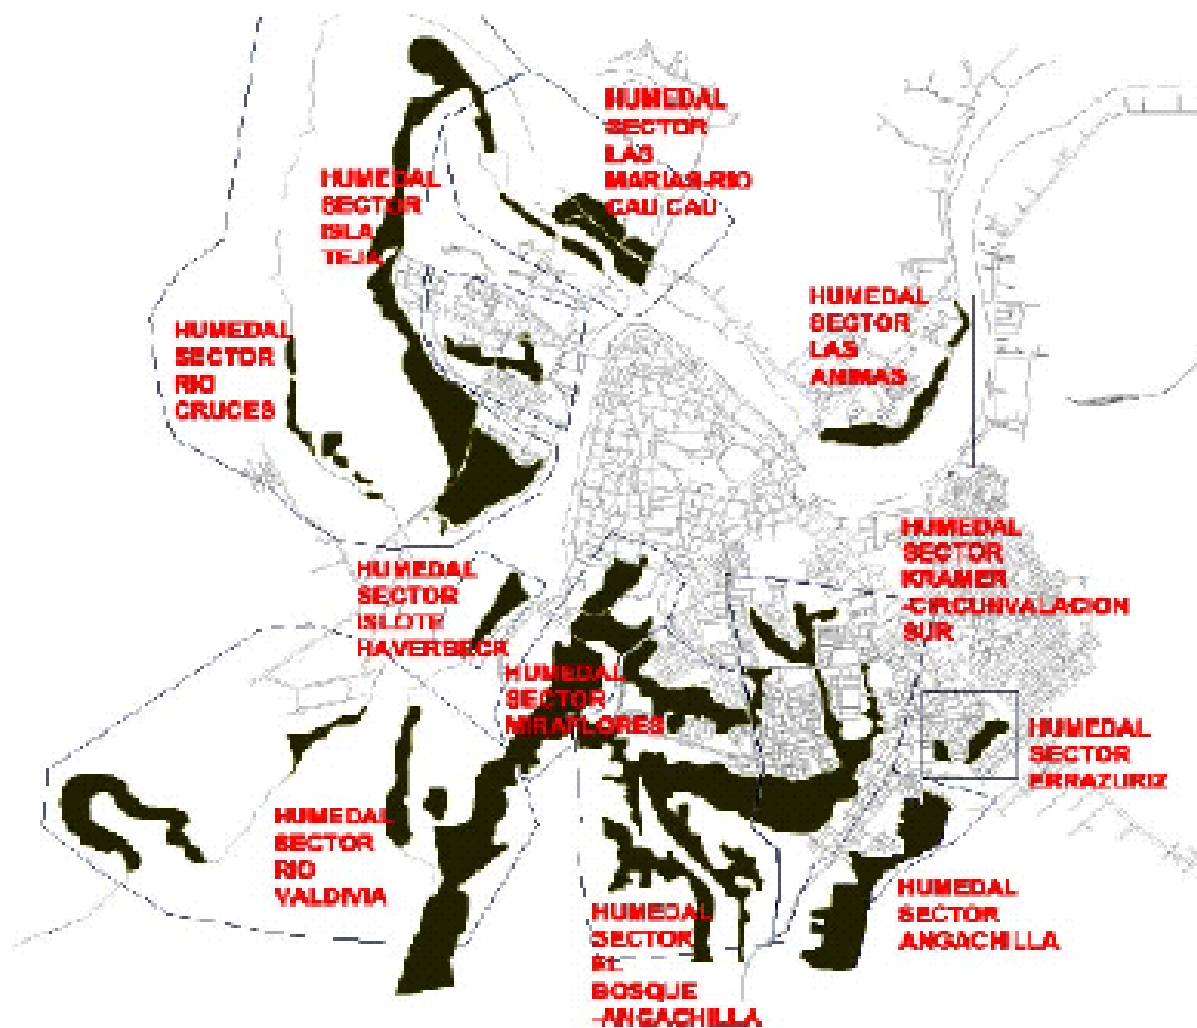 HUMEDAL
SECTOR
LAS
MARIAS-RIO
CAU CAU
HUMEDAL
SECTOR
ISLA
TEJA
HUMEDAL
SECTOR
LAS
ANIMAS
HUMEDAL
SECTOR
RIO
CRUCES
HUMEDAL
SECTOR
KRAMER
-CIRCUNVALACION
SUR
HUMEDAL
SECTOR
ISLOTE
HAVERBECK
HUMEDAL
SECTOR
MIRAFLORES
HUMEDAL
SECTOR
ERRAZURIZ
HUMEDAL
SECTOR
RIO
VALDIVIA
HUMEDAL
SECTOR
ANGACHILLA
HUMEDAL
SECTOR
EL
BOSQUE
-ANGACHILLA